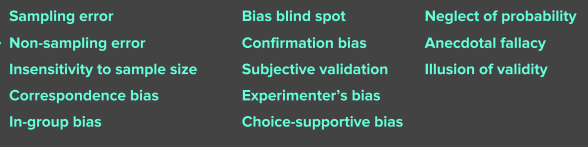 Sampling error
Non-sampling error
Insensitivity to sample size
Correspondence bias
In-group bias
Bias blind spot
Confirmation bias
Subjective validation
Experimenter's bias
Choice-supportive bias
Neglect of probability
Anecdotal fallacy
Illusion of validity